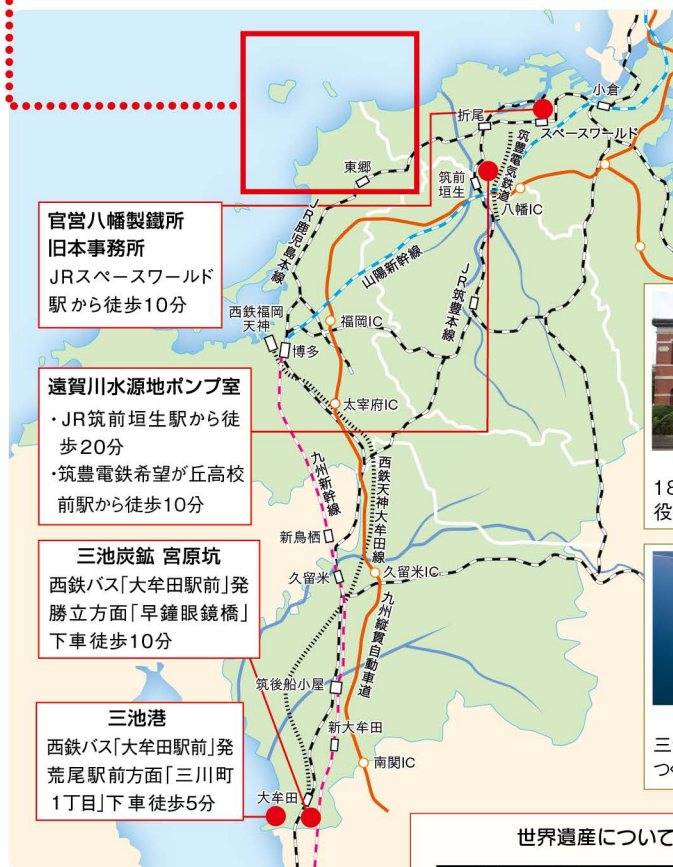 小倉
折尾
スペースワールド
東郷
筑前
垣生
筑豊電気鉄道
八幡IC
JR鹿児島本線
官営八幡製鐵所
旧本事務所
JRスペースワールド
駅から徒歩10分
山陽新幹線
JR筑豊本線
西鉄福岡
天神
福岡IC
博多
遠賀川水源地ポンプ室
・JR筑前垣生駅から徒
歩20分
・筑豊電鉄希望が丘高校
前駅から徒歩10分
太宰府IC
九州新幹線
西鉄天神大牟田線
新鳥栖
久留米
久留米IC
三池炭鉱 宮原坑
西鉄バス「大牟田駅前」発
勝立方面「早鐘眼鏡橋」
下車徒歩10分
九州縦貫自動車道
筑後船小屋
新大牟田
三池港
西鉄バス「大牟田駅前」発
荒尾駅前方面「三川町
1丁目」下車徒歩5分
南関IC
大牟田
18
役
三
つ
世界遺産について